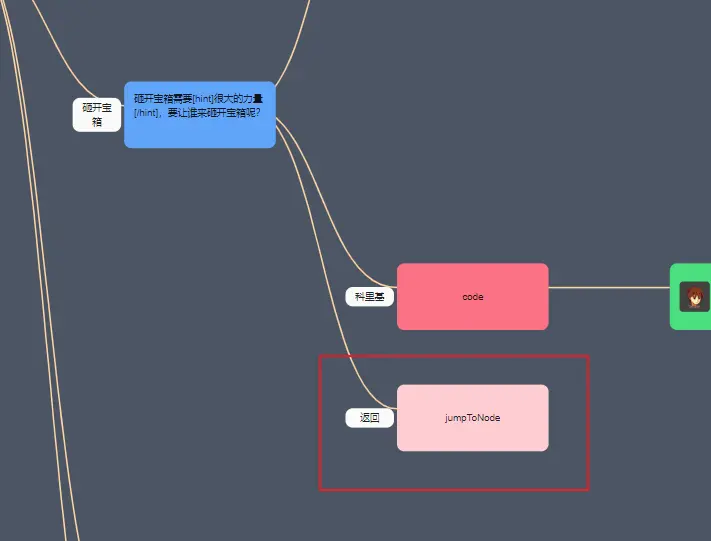 砸开宝
箱
砸开宝箱需要[hint]很大的力量
[/hint]，要让谁来砸开宝箱呢？
科里基
code
返回
jumpToNode